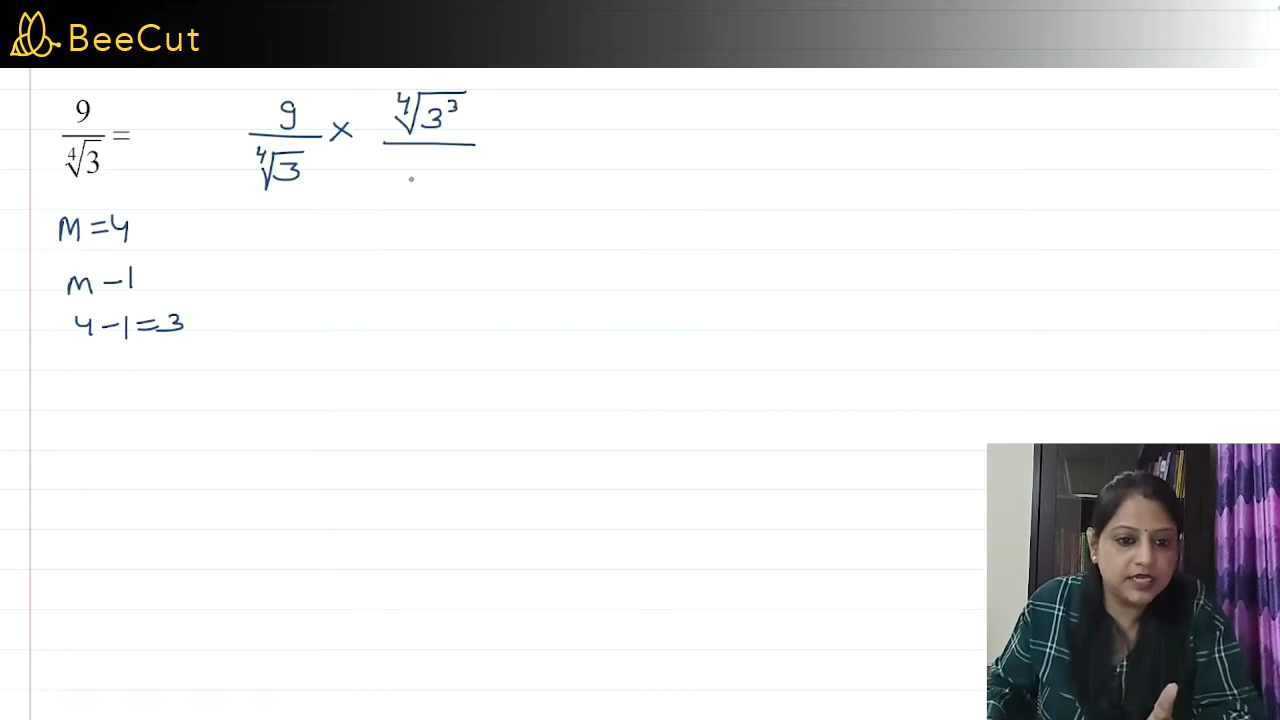 BeeCut
9/∜3 =
9/∜3 × ∜3³/
m = 4
m - 1
4 - 1 = 3